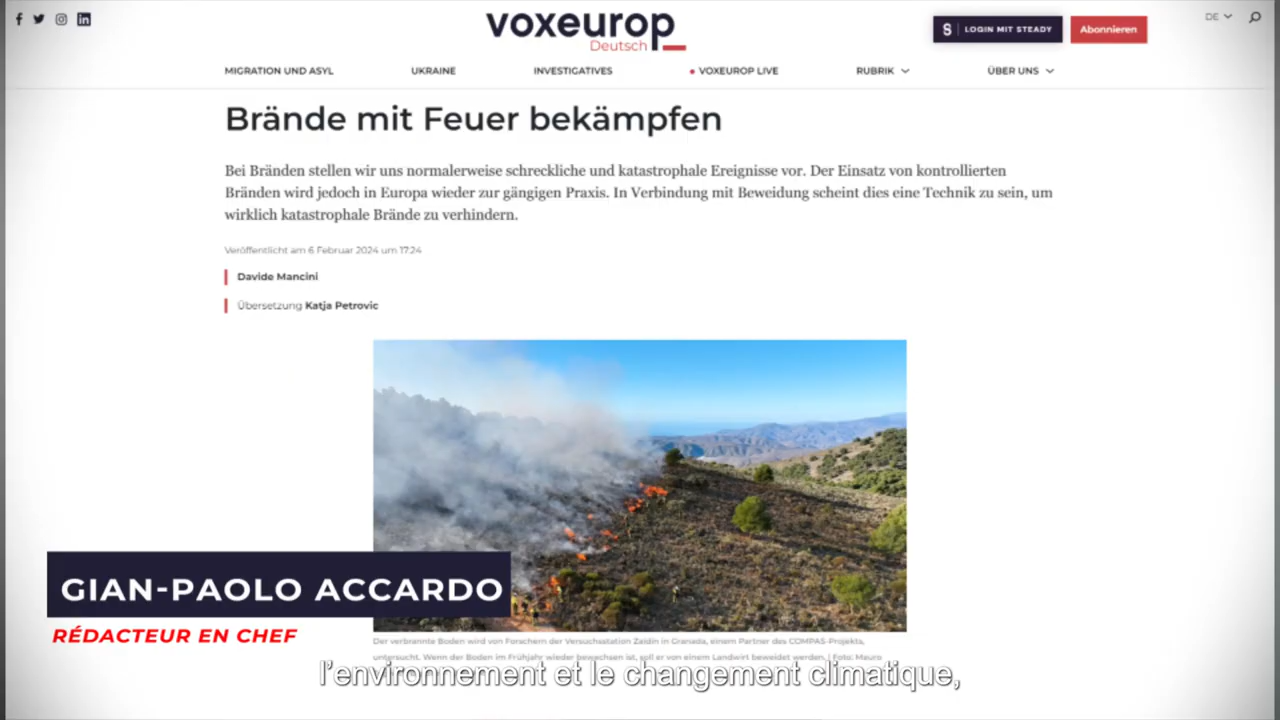 voxeurop
Deutsch
LOGIN MIT STEADY
Abonnieren
DE
MIGRATION UND ASYL
UKRAINE
INVESTIGATIVES
VOXEUROP LIVE
RUBRIK
ÜBER UNS
Brände mit Feuer bekämpfen
Bei Bränden stellen wir uns normalerweise schreckliche und katastrophale Ereignisse vor. Der Einsatz von kontrollierten
Bränden wird jedoch in Europa wieder zur gängigen Praxis. In Verbindung mit Beweidung scheint dies eine Technik zu sein, um
wirklich katastrophale Brände zu verhindern.
Veröffentlicht am 6 Februar 2024 um 17:24
Davide Mancini
Übersetzung Katja Petrovic
GIAN-PAOLO ACCARDO
RÉDACTEUR EN CHEF
Der verbrannte Boden wird von Forschern der Versuchsstation Zaidín in Granada, einem Partner des COMPAS-Projekts,
untersucht. Wenn der Boden im Frühjahr wieder bewachsen ist, soll er von einem Landwirt beweidet werden. | Foto: Mauro
l'environnement et le changement climatique,